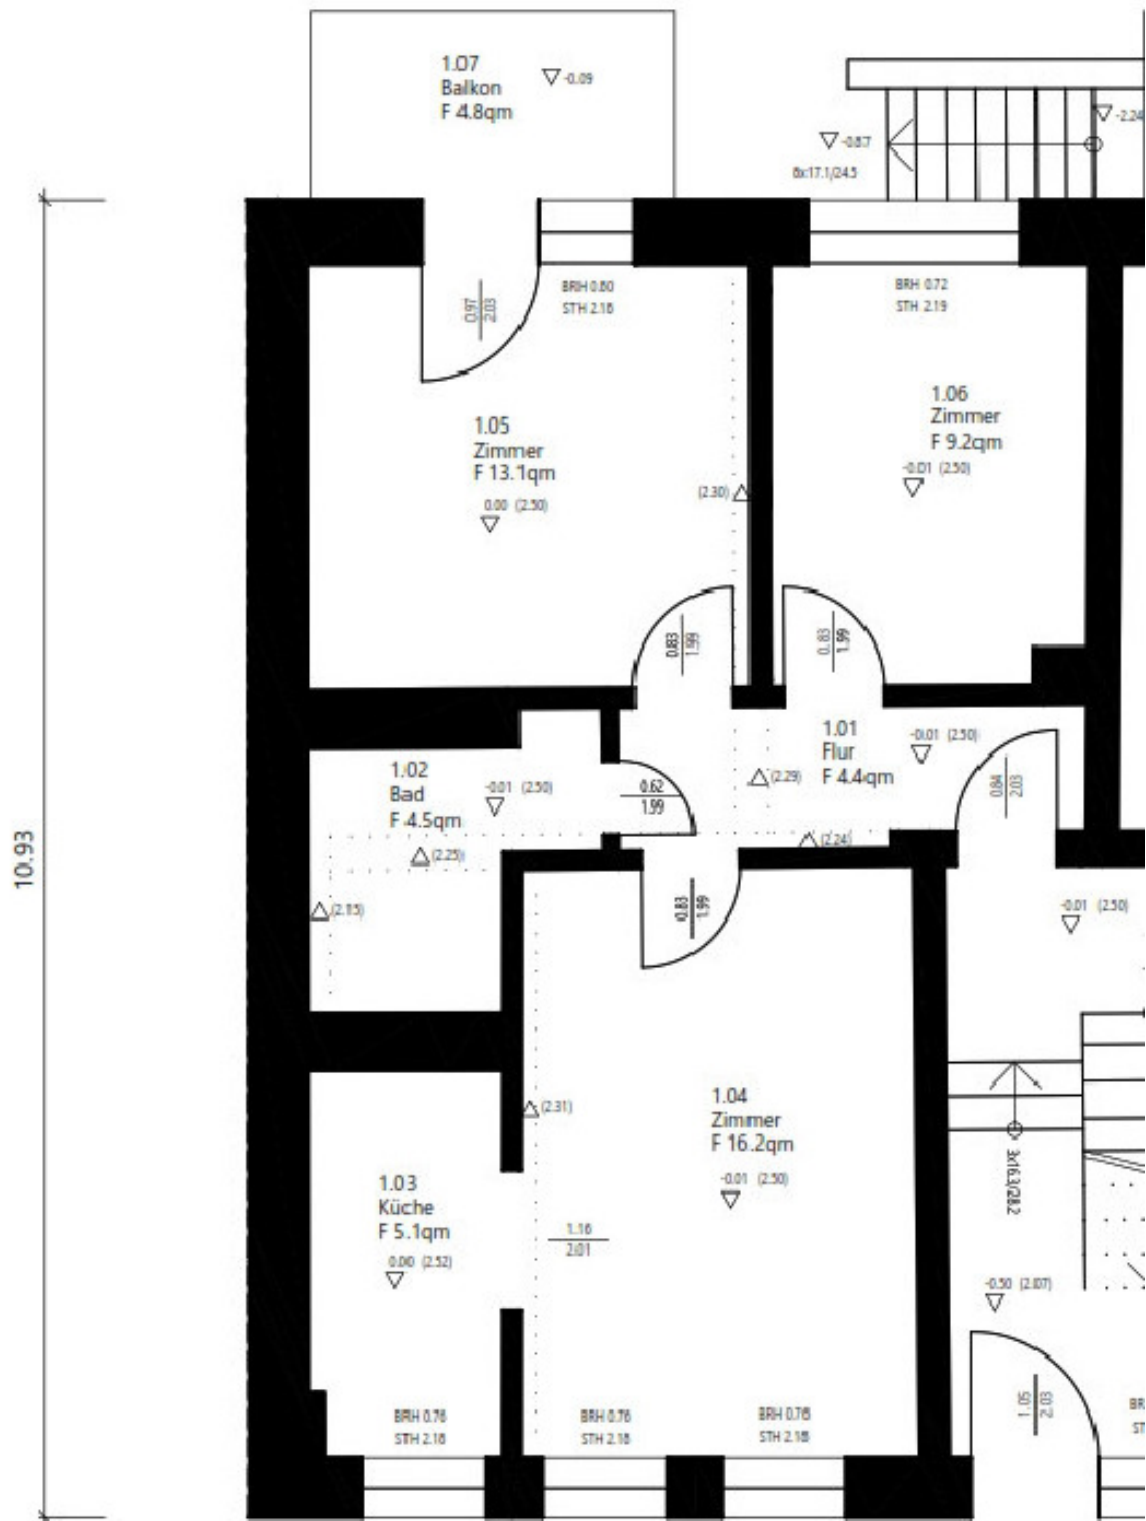 1.07
Balkon
F 4.8qm
-0.09
-2.24
-0.87
8x17.1/24.5
BRH 0.80
STH 2.18
0.97
2.03
BRH 0.72
STH 2.19
1.06
Zimmer
F 9.2qm
-0.01 (2.50)
1.05
Zimmer
F 13.1qm
0.00 (2.50)
(2.30)
0.83
1.99
0.83
1.99
1.01
Flur
F 4.4qm
-0.01 (2.50)
(2.29)
(2.24)
0.84
2.03
1.02
Bad
F 4.5qm
-0.01 (2.50)
0.62
1.99
(2.25)
(2.15)
0.83
1.99
-0.01 (2.50)
10.93
(2.31)
1.04
Zimmer
F 16.2qm
-0.01 (2.50)
3x16.3/28.2
1.03
Küche
F 5.1qm
0.00 (2.52)
1.16
2.01
-0.50 (2.07)
1.05
2.03
BRH 0.76
STH 2.18
BRH 0.76
STH 2.18
BRH 0.76
STH 2.18